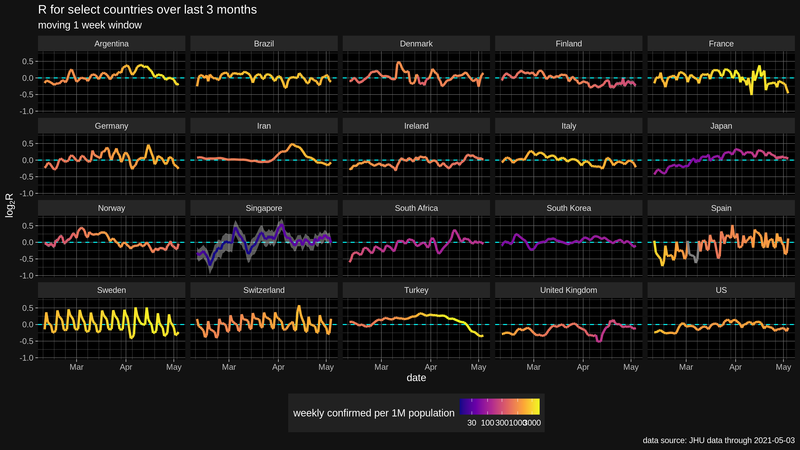 R for select countries over last 3 months
moving 1 week window
Argentina Brazil Denmark Finland France
0.5
0.0
-0.5
-1.0
Germany Iran Ireland Italy Japan
0.5
0.0
-0.5
-1.0
Norway Singapore South Africa South Korea Spain
log2R
0.5
0.0
-0.5
-1.0
Sweden Switzerland Turkey United Kingdom US
0.5
0.0
-0.5
-1.0
Mar Apr May Mar Apr May Mar Apr May Mar Apr May Mar Apr May
date
weekly confirmed per 1M population
30 100 300 1000 3000
data source: JHU data through 2021-05-03